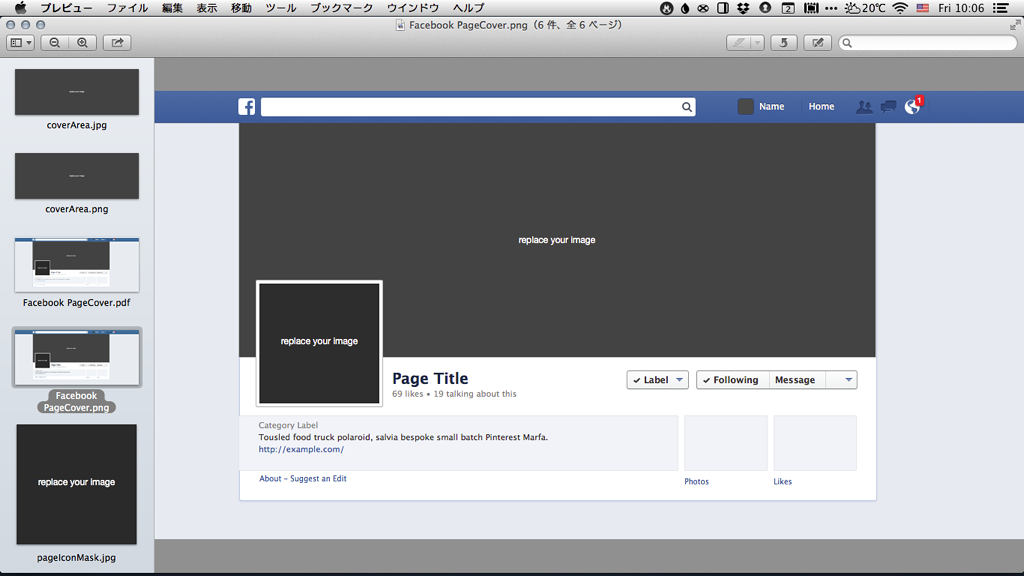 プレビュー ファイル 編集 表示 移動 ツール ブックマーク ウインドウ ヘルプ
2
20℃
Fri 10:06
Facebook PageCover.png（6 件、全 6 ページ）
coverArea.jpg
coverArea.png
Facebook PageCover.pdf
Facebook
PageCover.png
replace your image
pageIconMask.jpg
f
Name Home
1
replace your image
replace your image
Page Title
69 likes • 19 talking about this
✓ Label
✓ Following Message
Category Label
Tousled food truck polaroid, salvia bespoke small batch Pinterest Marfa.
http://example.com/
About – Suggest an Edit
Photos
Likes